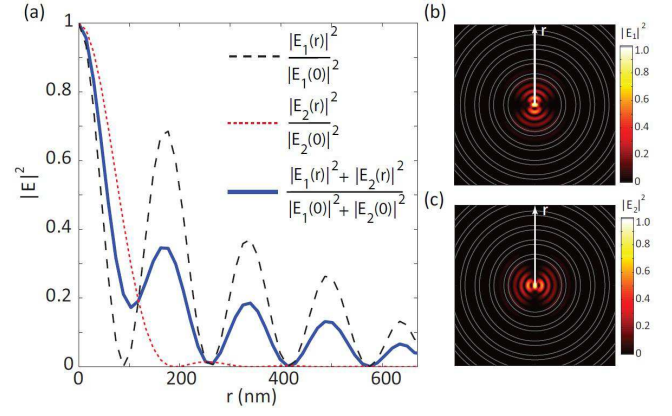 (a)
1
0.8
0.6
0.4
0.2
0
|E|²
0
200
400
600
r (nm)
|E₁(r)|²
|E₁(0)|²
|E₂(r)|²
|E₂(0)|²
|E₁(r)|² + |E₂(r)|²
|E₁(0)|² + |E₂(0)|²
(b)
r
|E₁|²
1.0
0.8
0.6
0.4
0.2
0
(c)
r
|E₂|²
1.0
0.8
0.6
0.4
0.2
0